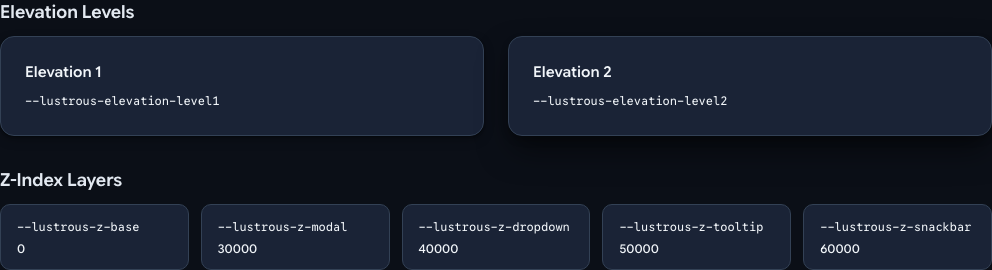 Elevation Levels
Elevation 1
--lustrous-elevation-level1
Elevation 2
--lustrous-elevation-level2
Z-Index Layers
--lustrous-z-base
0
--lustrous-z-modal
30000
--lustrous-z-dropdown
40000
--lustrous-z-tooltip
50000
--lustrous-z-snackbar
60000